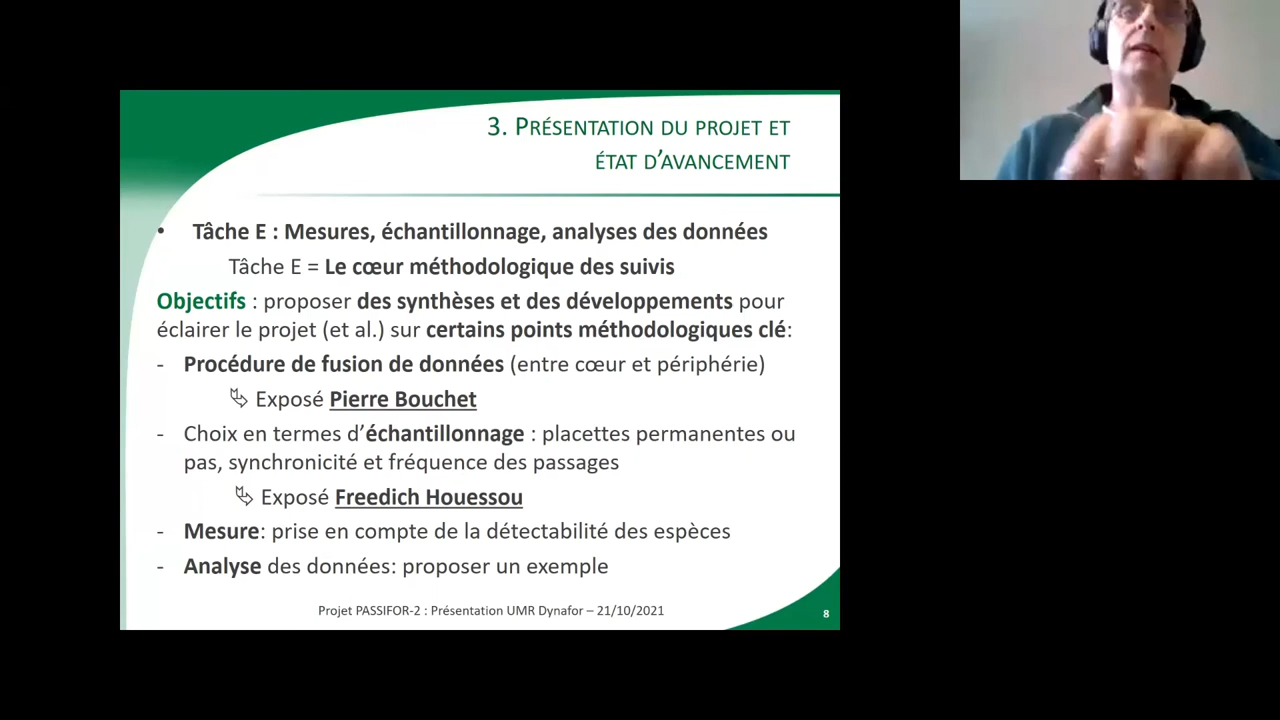 3. Présentation du projet et
état d’avancement
• Tâche E : Mesures, échantillonnage, analyses des données
Tâche E = Le cœur méthodologique des suivis
Objectifs : proposer des synthèses et des développements pour
éclairer le projet (et al.) sur certains points méthodologiques clé:
- Procédure de fusion de données (entre cœur et périphérie)
Exposé Pierre Bouchet
- Choix en termes d’échantillonnage : placettes permanentes ou
pas, synchronicité et fréquence des passages
Exposé Freedich Houessou
- Mesure: prise en compte de la détectabilité des espèces
- Analyse des données: proposer un exemple
Projet PASSIFOR-2 : Présentation UMR Dynafor – 21/10/2021
8